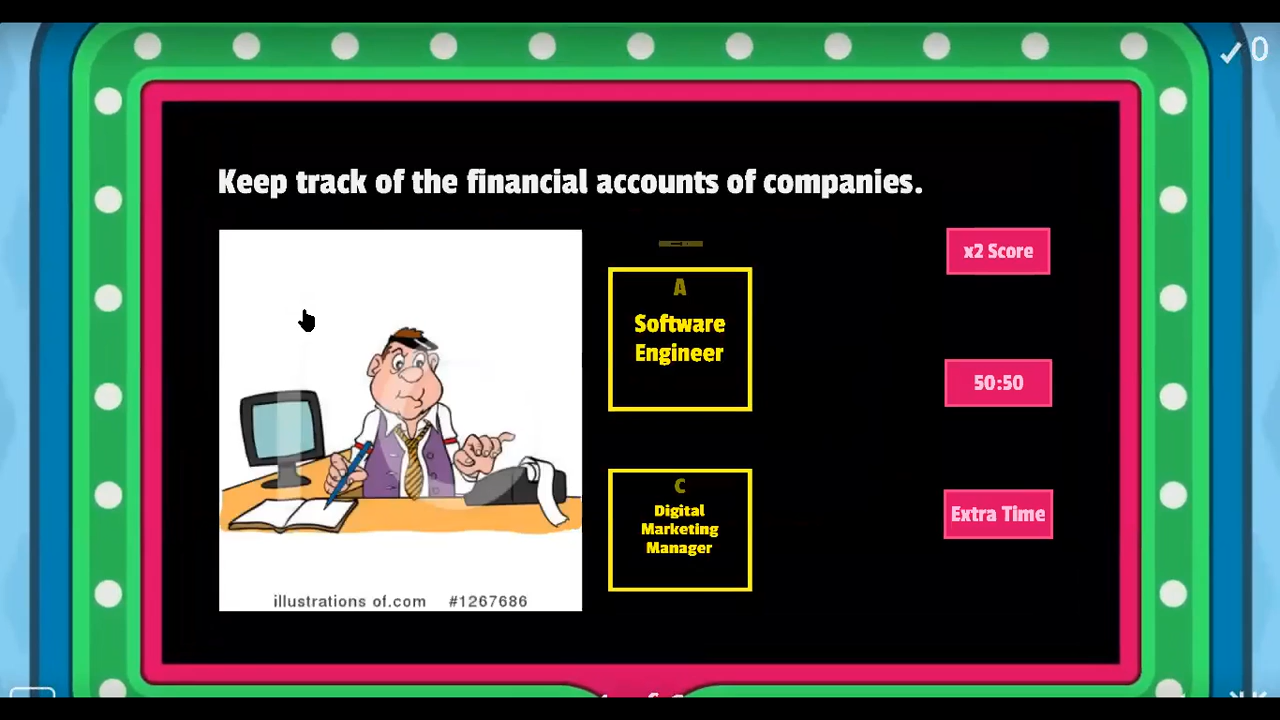 ✓ 0
Keep track of the financial accounts of companies.
A
Software
Engineer
C
Digital
Marketing
Manager
x2 Score
50:50
Extra Time
illustrations of.com #1267686